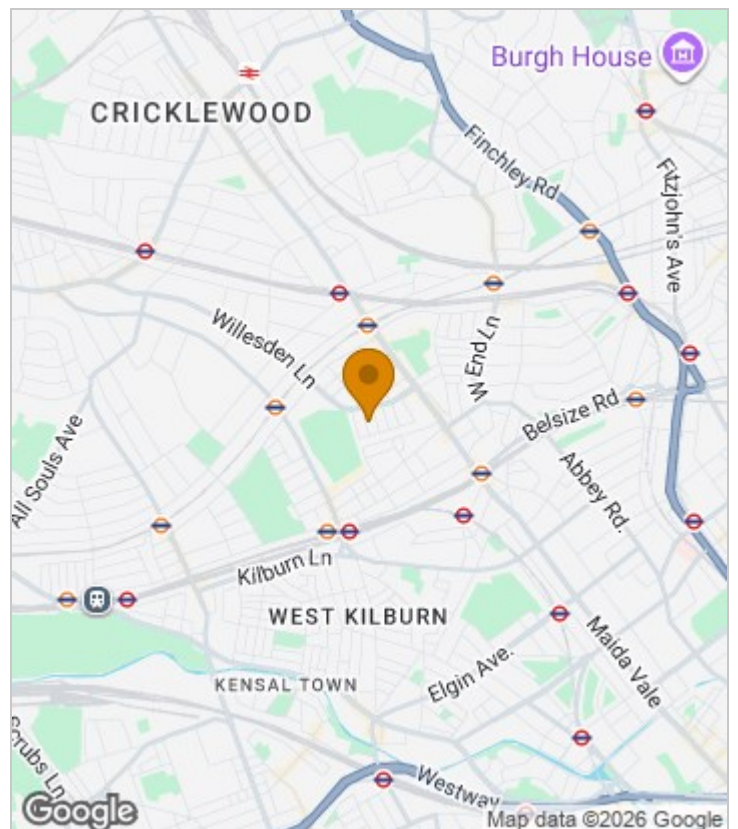 Burgh House
CRICKLEWOOD
Finchley Rd
Fitzjohn's Ave
Willesden Ln
W End Ln
Belsize Rd
All Souls Ave
Abbey Rd.
Kilburn Ln
WEST KILBURN
Maida Vale
KENSAL TOWN
Elgin Ave.
Scrubs Ln
Westway
Google
Map data ©2026 Google